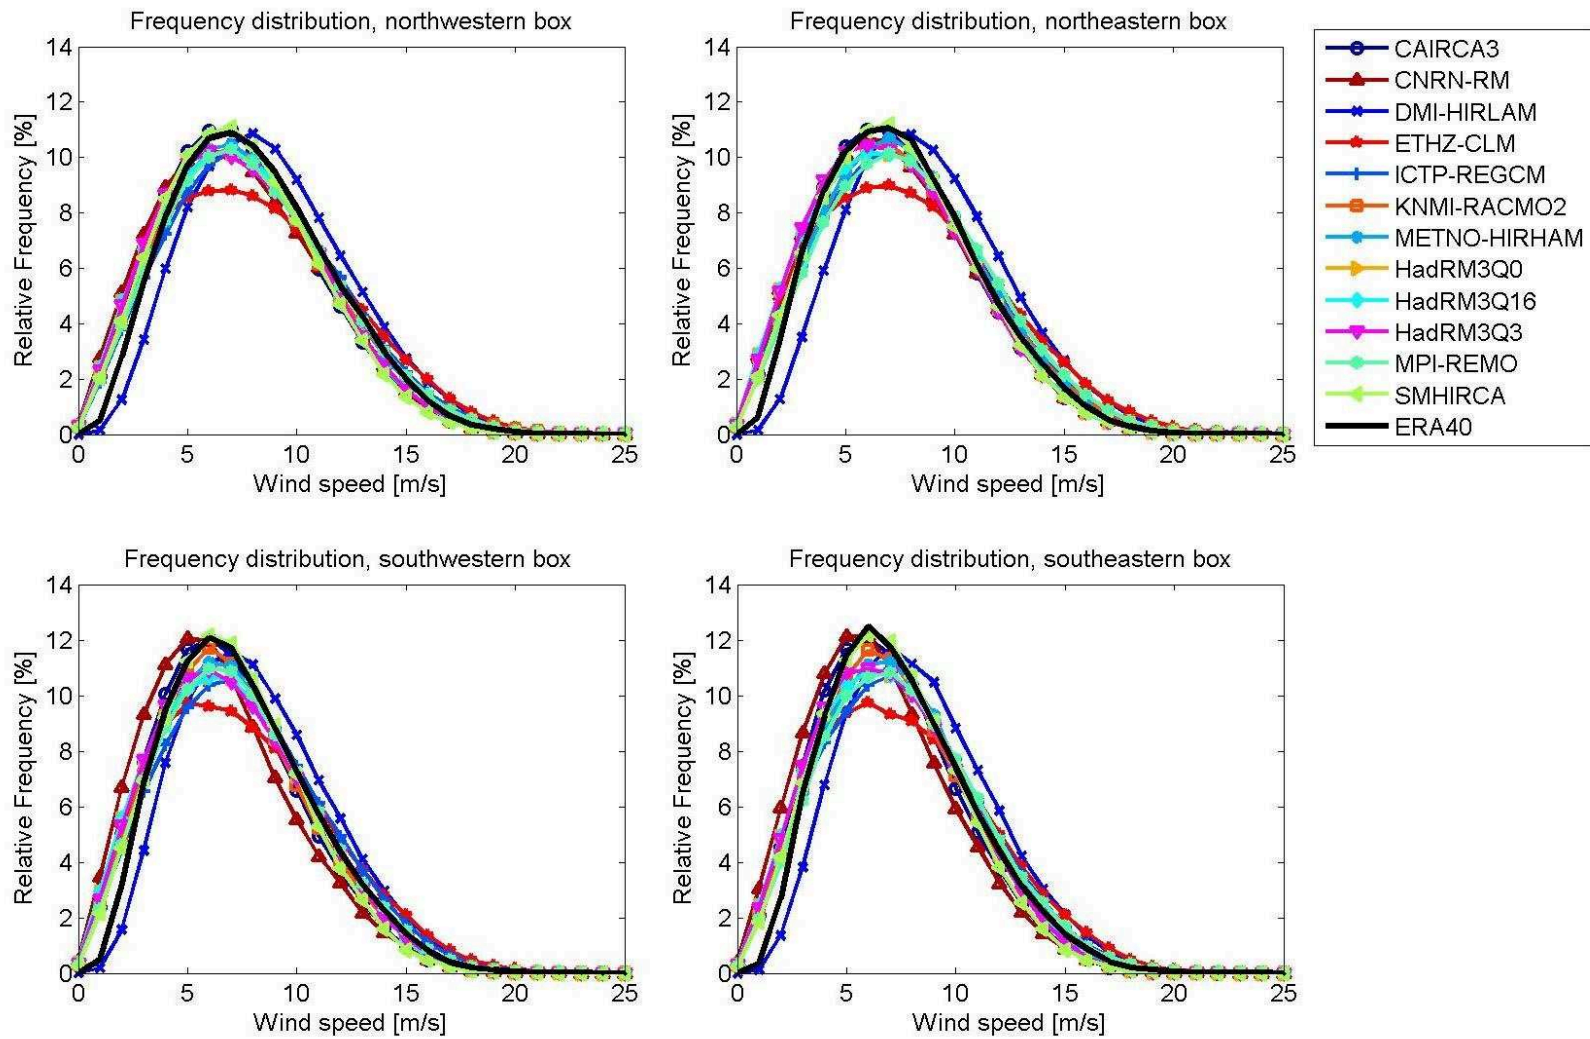 Frequency distribution, northwestern box
14
12
10
8
6
4
2
0
Relative Frequency [%]
0 5 10 15 20 25
Wind speed [m/s]
Frequency distribution, northeastern box
14
12
10
8
6
4
2
0
Relative Frequency [%]
0 5 10 15 20 25
Wind speed [m/s]
CAIRCA3
CNRN-RM
DMI-HIRLAM
ETHZ-CLM
ICTP-REGCM
KNMI-RACMO2
METNO-HIRHAM
HadRM3Q0
HadRM3Q16
HadRM3Q3
MPI-REMO
SMHIRCA
ERA40
Frequency distribution, southwestern box
14
12
10
8
6
4
2
0
Relative Frequency [%]
0 5 10 15 20 25
Wind speed [m/s]
Frequency distribution, southeastern box
14
12
10
8
6
4
2
0
Relative Frequency [%]
0 5 10 15 20 25
Wind speed [m/s]